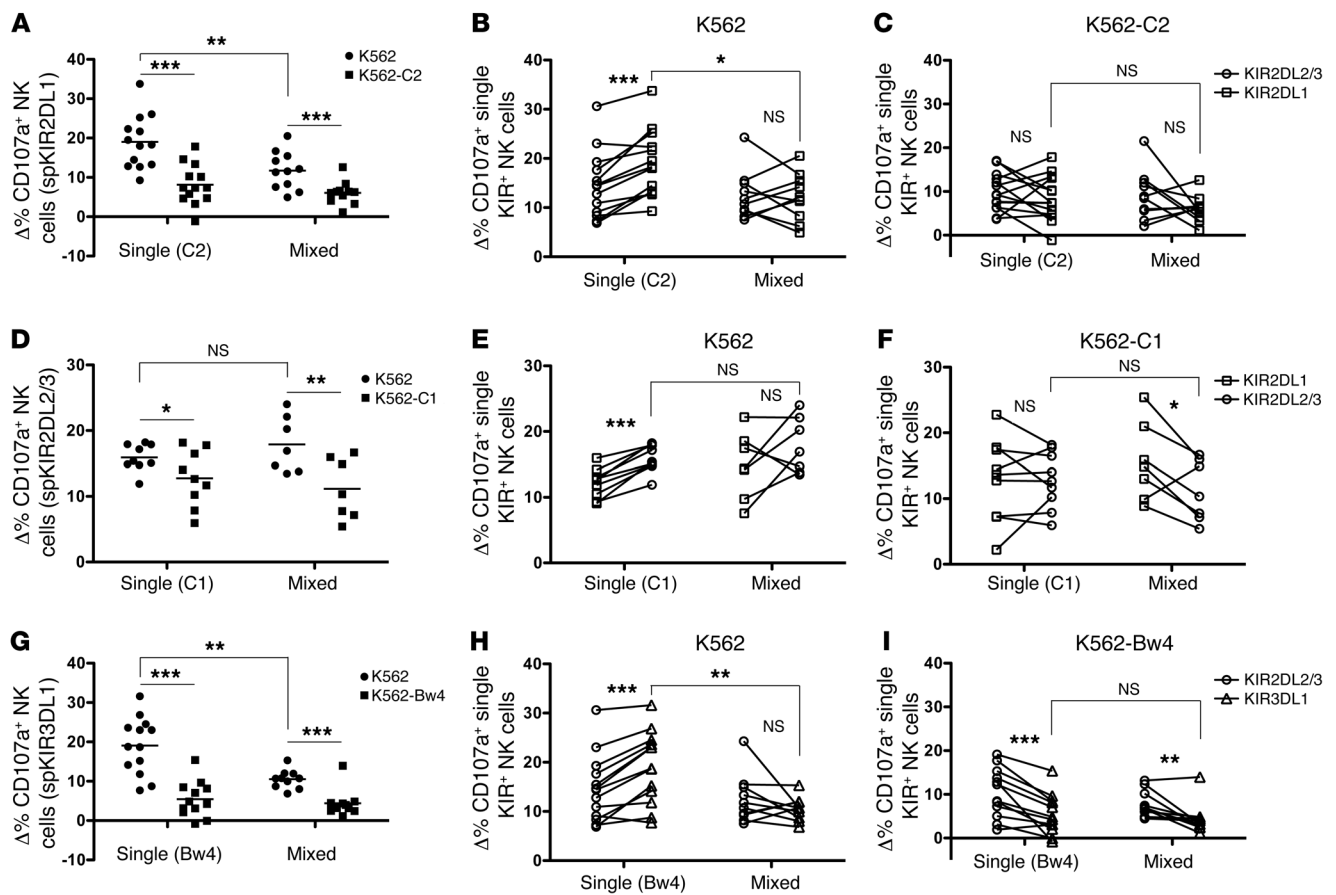 A
Δ% CD107a⁺ NK
cells (spKIR2DL1)
40
30
20
10
0
-10
**
***
***
K562
K562-C2
Single (C2)
Mixed
B
K562
Δ% CD107a⁺ single
KIR⁺ NK cells
40
30
20
10
0
***
*
NS
Single (C2)
Mixed
C
K562-C2
Δ% CD107a⁺ single
KIR⁺ NK cells
40
30
20
10
0
NS
NS
NS
KIR2DL2/3
KIR2DL1
Single (C2)
Mixed
D
Δ% CD107a⁺ NK
cells (spKIR2DL2/3)
30
20
10
0
NS
*
**
K562
K562-C1
Single (C1)
Mixed
E
K562
Δ% CD107a⁺ single
KIR⁺ NK cells
30
20
10
0
NS
***
NS
Single (C1)
Mixed
F
K562-C1
Δ% CD107a⁺ single
KIR⁺ NK cells
30
20
10
0
NS
NS
*
KIR2DL1
KIR2DL2/3
Single (C1)
Mixed
G
Δ% CD107a⁺ NK
cells (spKIR3DL1)
40
30
20
10
0
-10
**
***
***
K562
K562-Bw4
Single (Bw4)
Mixed
H
K562
Δ% CD107a⁺ single
KIR⁺ NK cells
40
30
20
10
0
***
**
NS
Single (Bw4)
Mixed
I
K562-Bw4
Δ% CD107a⁺ single
KIR⁺ NK cells
40
30
20
10
0
NS
***
**
KIR2DL2/3
KIR3DL1
Single (Bw4)
Mixed